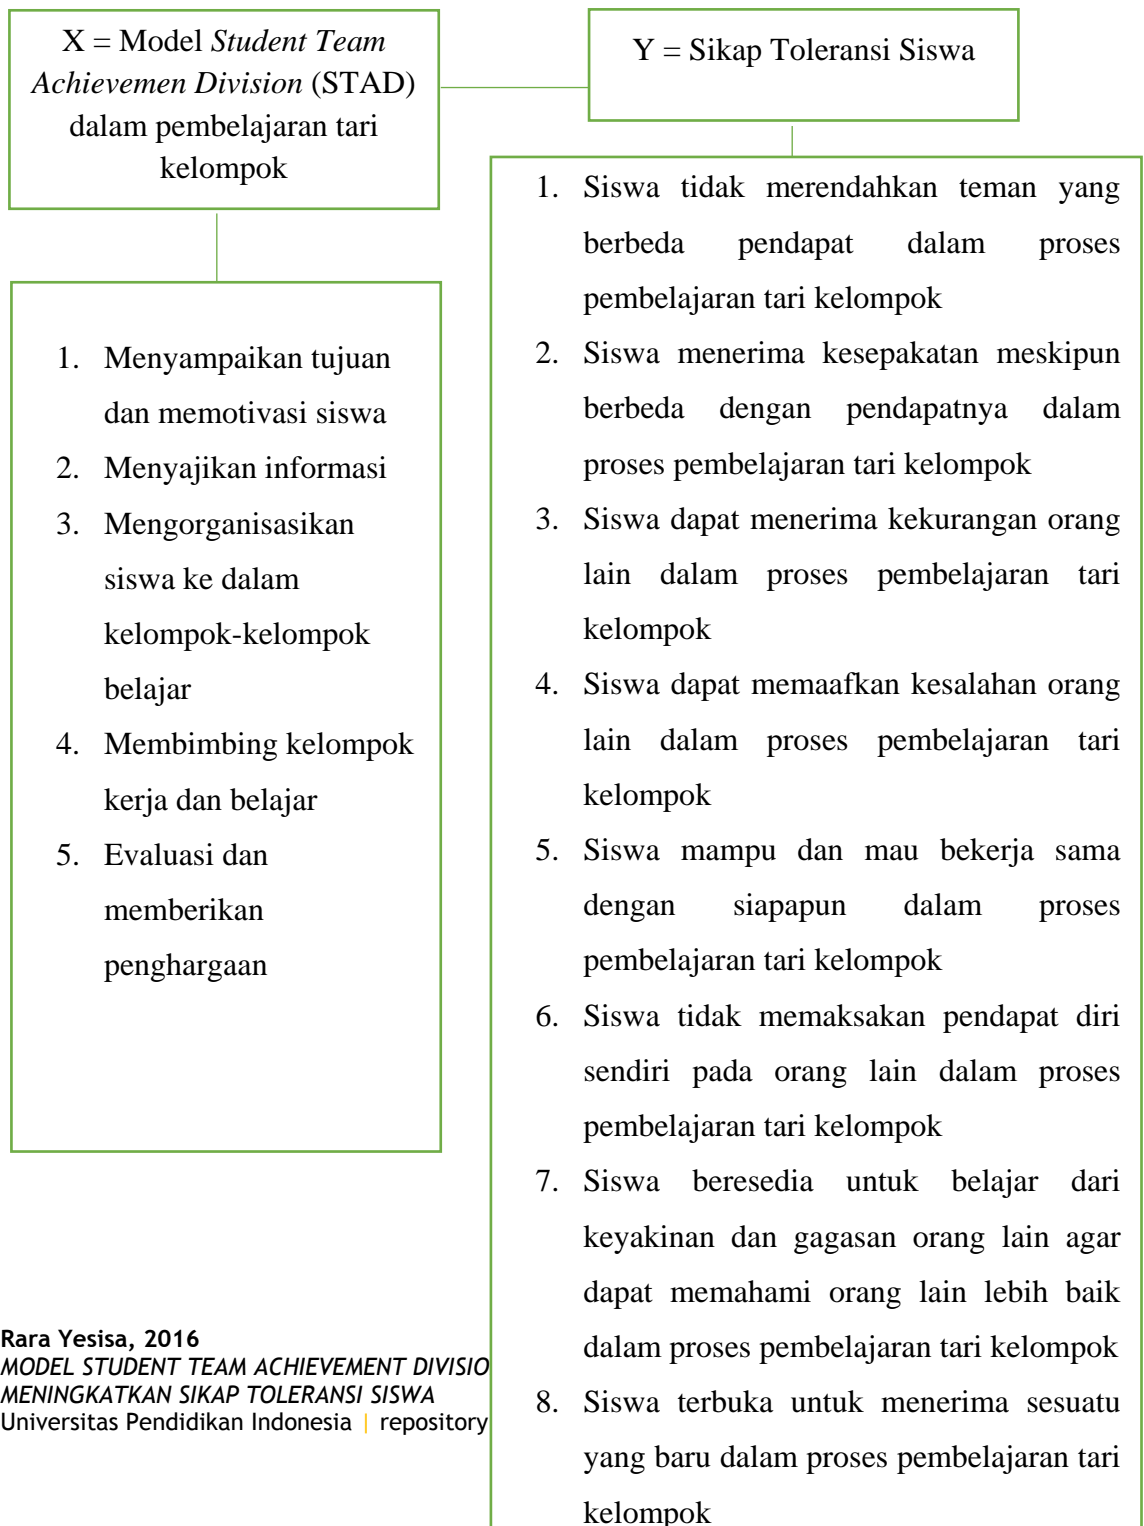 X = Model Student Team
Achievemen Division (STAD)
dalam pembelajaran tari
kelompok
Y = Sikap Toleransi Siswa
1. Menyampaikan tujuan
dan memotivasi siswa
2. Menyajikan informasi
3. Mengorganisasikan
siswa ke dalam
kelompok-kelompok
belajar
4. Membimbing kelompok
kerja dan belajar
5. Evaluasi dan
memberikan
penghargaan
1. Siswa tidak merendahkan teman yang
berbeda pendapat dalam proses
pembelajaran tari kelompok
2. Siswa menerima kesepakatan meskipun
berbeda dengan pendapatnya dalam
proses pembelajaran tari kelompok
3. Siswa dapat menerima kekurangan orang
lain dalam proses pembelajaran tari
kelompok
4. Siswa dapat memaafkan kesalahan orang
lain dalam proses pembelajaran tari
kelompok
5. Siswa mampu dan mau bekerja sama
dengan siapapun dalam proses
pembelajaran tari kelompok
6. Siswa tidak memaksakan pendapat diri
sendiri pada orang lain dalam proses
pembelajaran tari kelompok
7. Siswa beresedia untuk belajar dari
keyakinan dan gagasan orang lain agar
dapat memahami orang lain lebih baik
dalam proses pembelajaran tari kelompok
8. Siswa terbuka untuk menerima sesuatu
yang baru dalam proses pembelajaran tari
kelompok
Rara Yesisa, 2016
MODEL STUDENT TEAM ACHIEVEMENT DIVISIO
MENINGKATKAN SIKAP TOLERANSI SISWA
Universitas Pendidikan Indonesia | repository